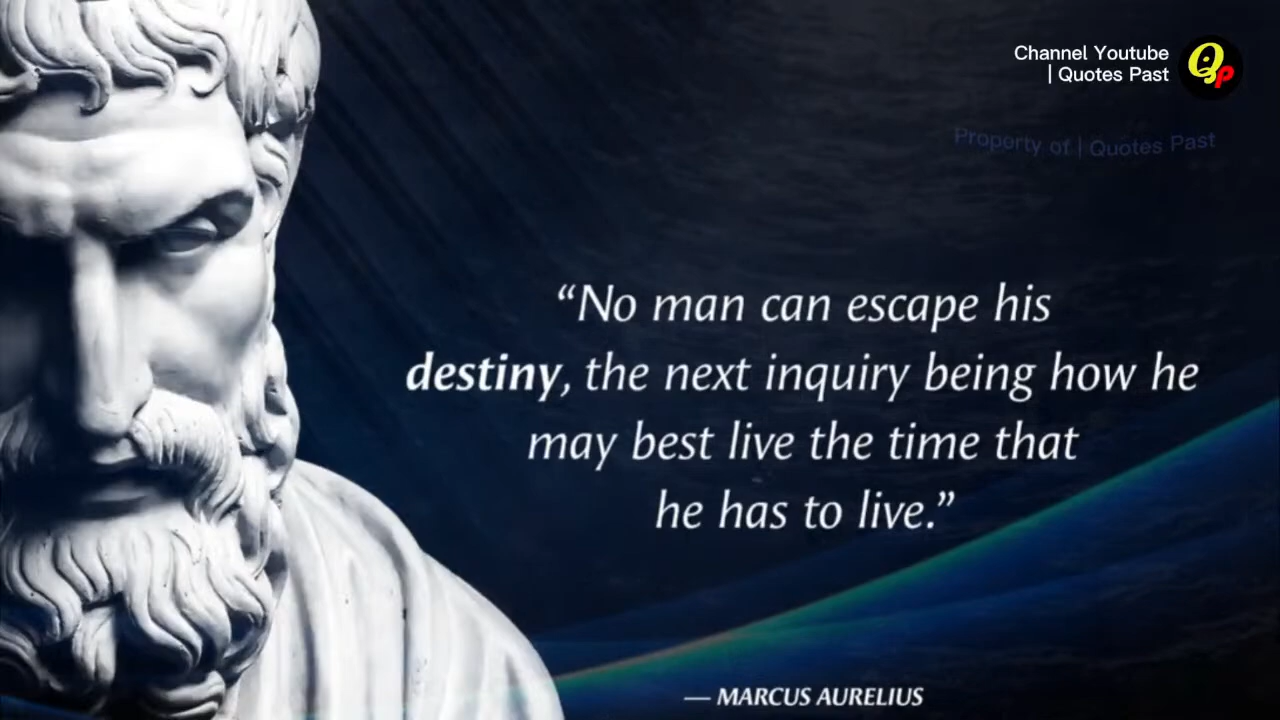 Channel Youtube
| Quotes Past
Qp
Property of | Quotes Past
“No man can escape his
destiny, the next inquiry being how he
may best live the time that
he has to live.”
— MARCUS AURELIUS